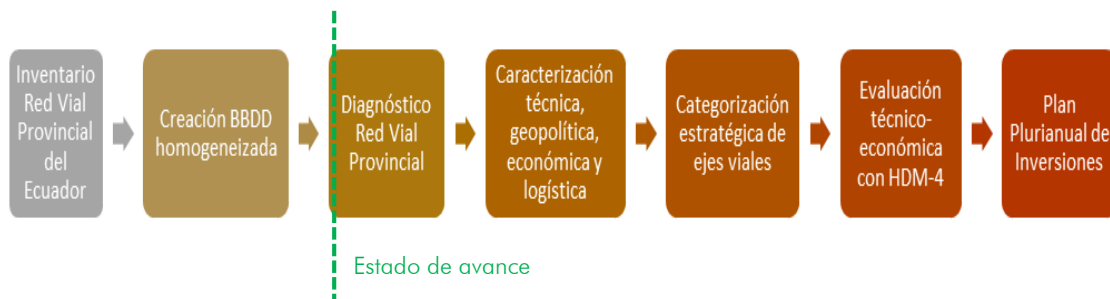 Inventario
Red Vial
Provincial
del
Ecuador
Creación BBDD
homogeneizada
Diagnóstico
Red Vial
Provincial
Caracterización
técnica,
geopolítica,
económica y
logística
Categorización
estratégica de
ejes viales
Evaluación
técnico-
económica
con HDM-4
Plan
Plurianual de
Inversiones
Estado de avance